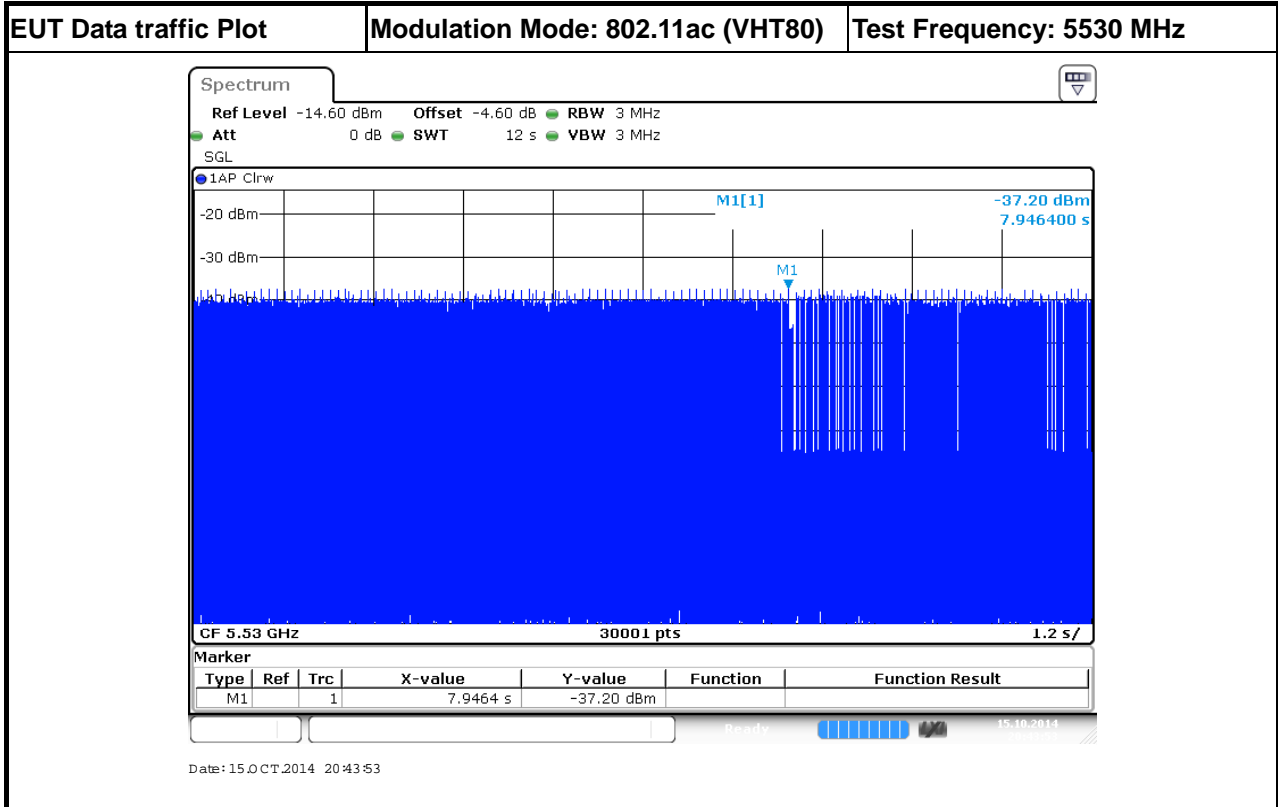 EUT Data traffic Plot Modulation Mode: 802.11ac (VHT80) Test Frequency: 5530 MHz
Spectrum
Ref Level -14.60 dBm Offset -4.60 dB RBW 3 MHz
Att 0 dB SWT 12 s VBW 3 MHz
SGL
1AP Clrw
M1[1] -37.20 dBm
7.946400 s
-20 dBm
-30 dBm
M1
-40 dBm
CF 5.53 GHz 30001 pts 1.2 s/
Marker
Type Ref Trc X-value Y-value Function Function Result
M1 1 7.9464 s -37.20 dBm
Ready 15.10.2014
Date: 15.OCT.2014 20:43:53